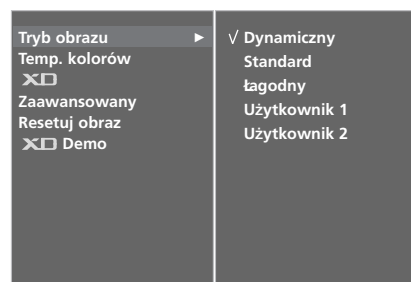 Tryb obrazu ►
Temp. kolorów
XD
Zaawansowany
Resetuj obraz
XD Demo
√ Dynamiczny
Standard
Łagodny
Użytkownik 1
Użytkownik 2